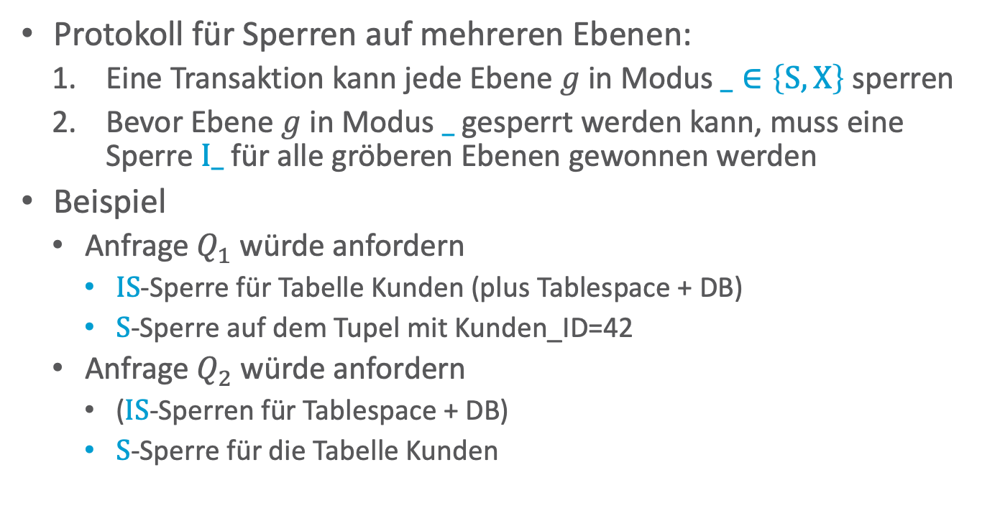 • Protokoll für Sperren auf mehreren Ebenen:
1. Eine Transaktion kann jede Ebene g in Modus _ ∈ {S, X} sperren
2. Bevor Ebene g in Modus _ gesperrt werden kann, muss eine
Sperre I_ für alle gröberen Ebenen gewonnen werden
• Beispiel
• Anfrage Q₁ würde anfordern
• IS-Sperre für Tabelle Kunden (plus Tablespace + DB)
• S-Sperre auf dem Tupel mit Kunden_ID=42
• Anfrage Q₂ würde anfordern
• (IS-Sperren für Tablespace + DB)
• S-Sperre für die Tabelle Kunden